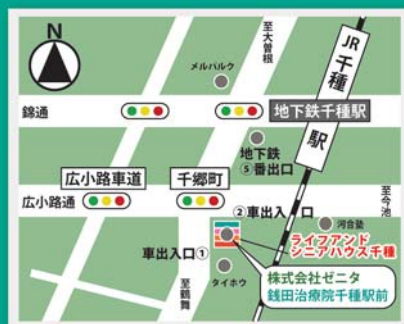 N
至大曽根
メルパルク
JR千種駅
錦通
地下鉄千種駅
地下鉄
⑤番出口
広小路車道
千郷町
至今池
広小路通
②車出入り口
河合塾
ライフアンド
シニアハウス千種
車出入口①
タイホウ
至鶴舞
株式会社ゼニタ
銭田治療院千種駅前